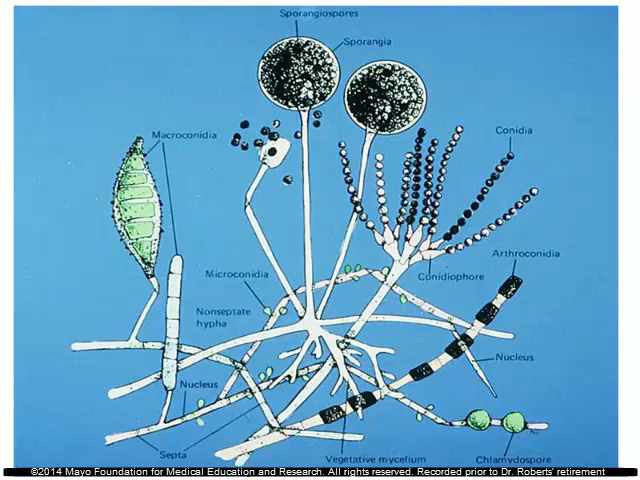 Sporangiospores
Sporangia
Macroconidia
Conidia
Arthroconidia
Microconidia
Conidiophore
Nonseptate
hypha
Nucleus
Nucleus
Septa
Vegetative mycelium
Chlamydospore
©2014 Mayo Foundation for Medical Education and Research. All rights reserved. Recorded prior to Dr. Roberts' retirement